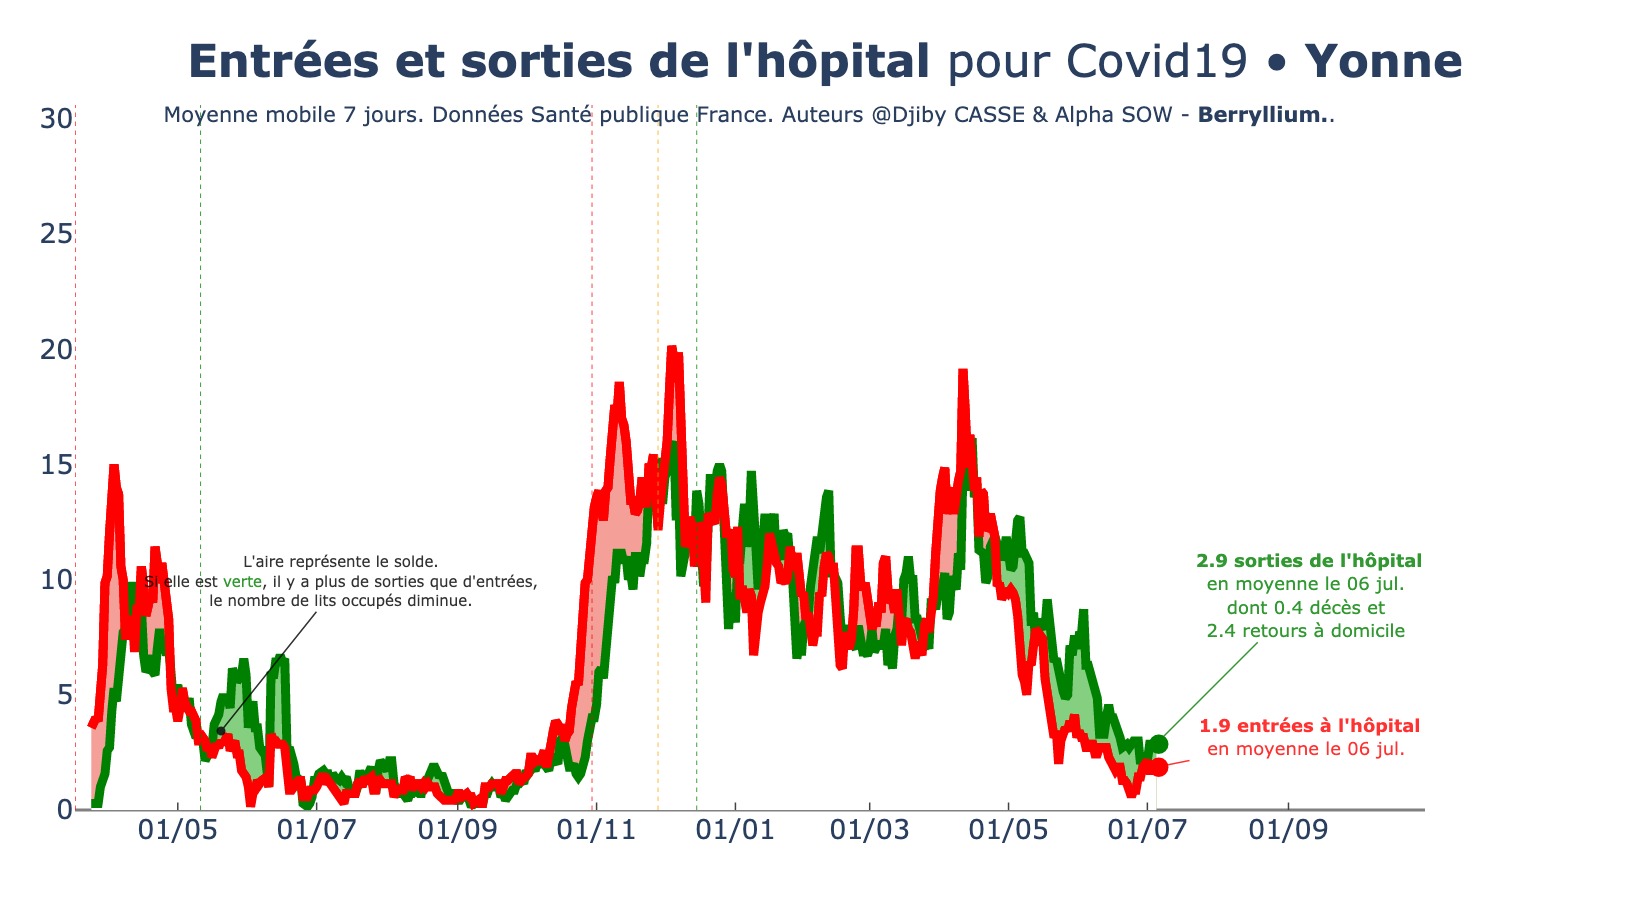 Entrées et sorties de l'hôpital pour Covid19 • Yonne
Moyenne mobile 7 jours. Données Santé publique France. Auteurs @Djiby CASSE & Alpha SOW - Berryllium..
30
25
20
15
10
5
0
L'aire représente le solde.
Si elle est verte, il y a plus de sorties que d'entrées,
le nombre de lits occupés diminue.
2.9 sorties de l'hôpital
en moyenne le 06 jul.
dont 0.4 décès et
2.4 retours à domicile
1.9 entrées à l'hôpital
en moyenne le 06 jul.
01/05
01/07
01/09
01/11
01/01
01/03
01/05
01/07
01/09